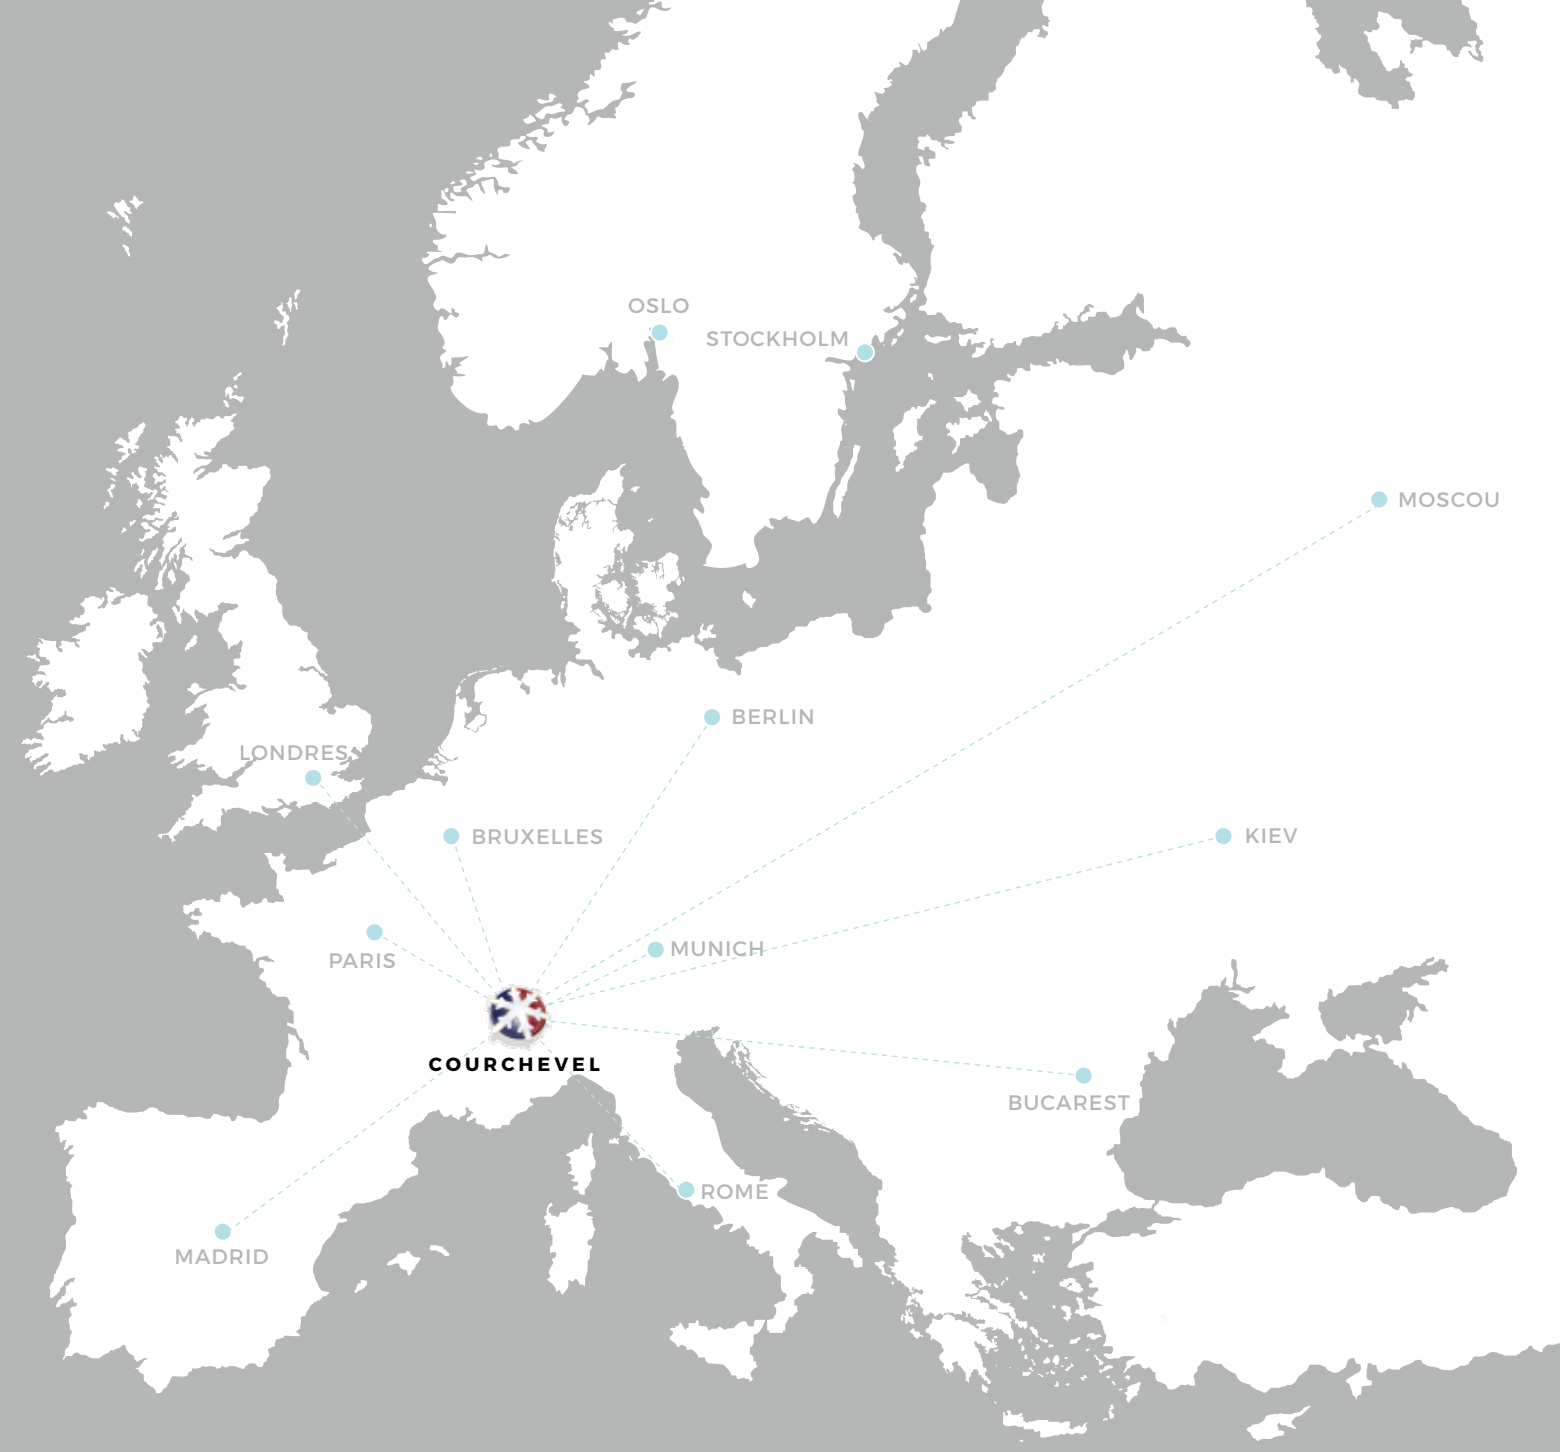 OSLO
STOCKHOLM
MOSCOU
BERLIN
LONDRES
BRUXELLES
KIEV
PARIS
MUNICH
COURCHEVEL
BUCAREST
ROME
MADRID